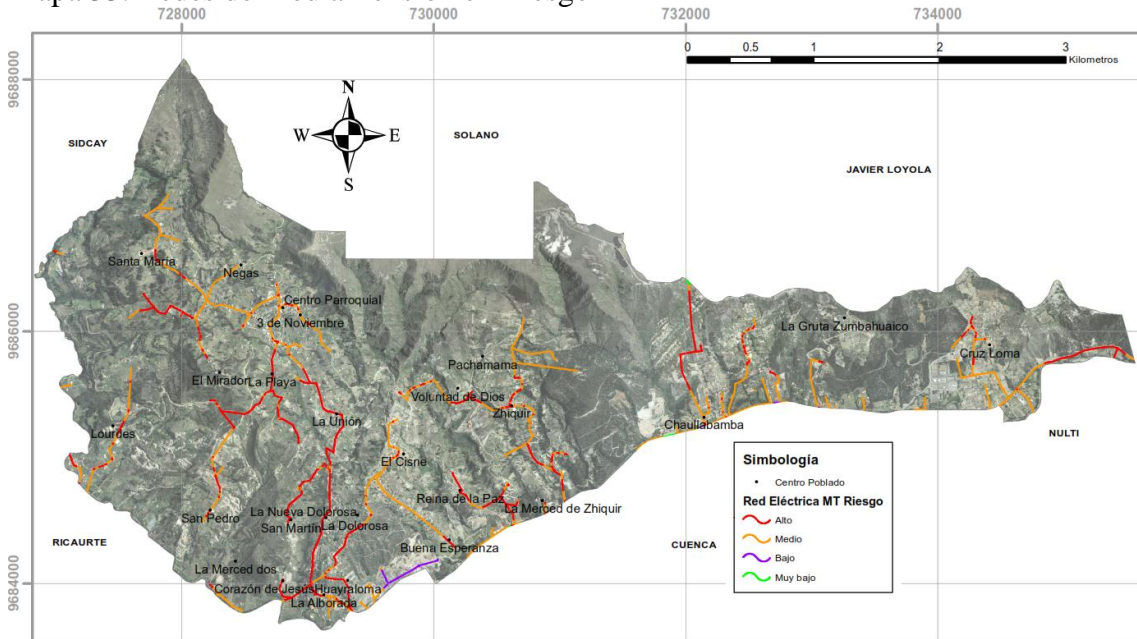 728000
730000
732000
734000
0 0.5 1 2 3
Kilometros
9688000
N
W E
S
SIDCAY
SOLANO
JAVIER LOYOLA
Santa María
Negas
Centro Parroquial
3 de Noviembre
9686000
La Gruta Zumbahuaico
Cruz Loma
Pachamama
El Mirador
La Playa
Voluntad de Dios
Zhiquir
La Unión
Chaullabamba
Lourdes
NULTI
El Cisne
Simbología
Centro Poblado
Red Eléctrica MT Riesgo
Alto
Medio
Bajo
Muy bajo
Reina de la Paz
La Merced de Zhiquir
La Nueva Dolorosa
San Pedro
San Martín
La Dolorosa
RICAURTE
CUENCA
Buena Esperanza
La Merced dos
9684000
Corazón de Jesús
Huayraloma
La Alborada